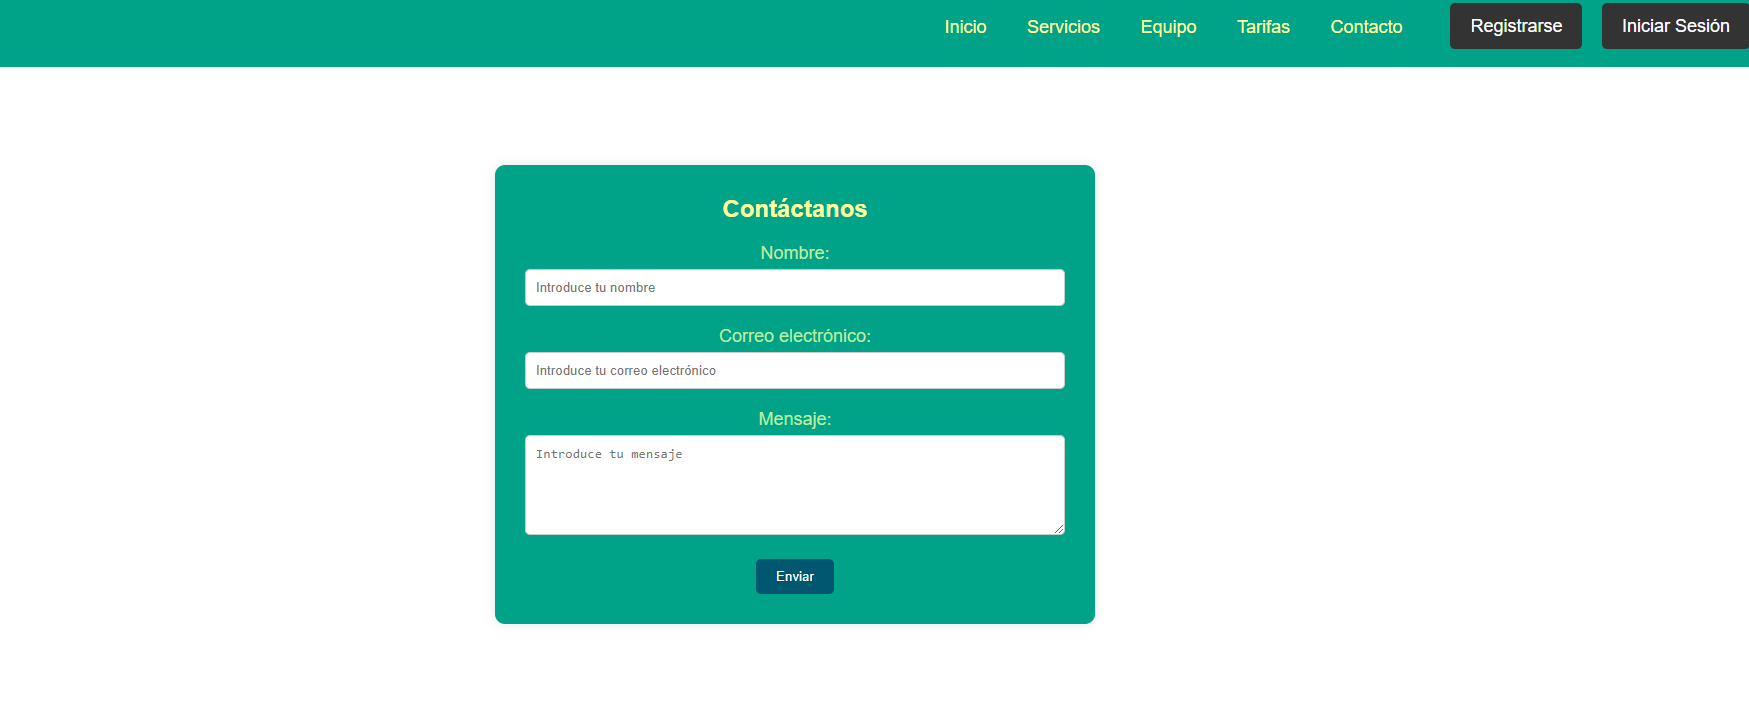 Inicio Servicios Equipo Tarifas Contacto Registrarse Iniciar Sesión
Contáctanos
Nombre:
Introduce tu nombre
Correo electrónico:
Introduce tu correo electrónico
Mensaje:
Introduce tu mensaje
Enviar